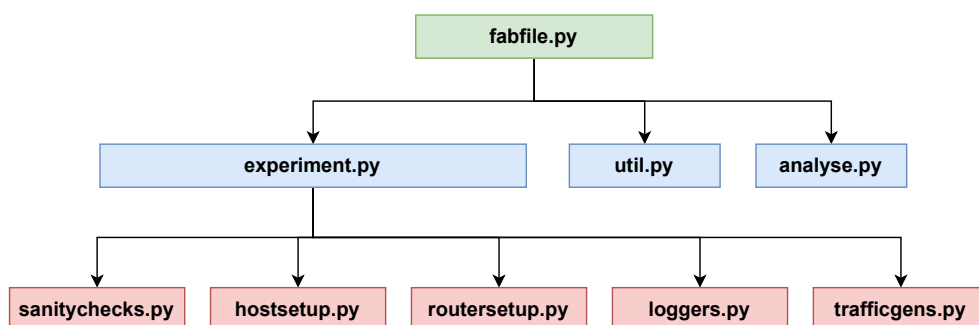 fabfile.py
experiment.py
util.py
analyse.py
sanitychecks.py
hostsetup.py
routersetup.py
loggers.py
trafficgens.py